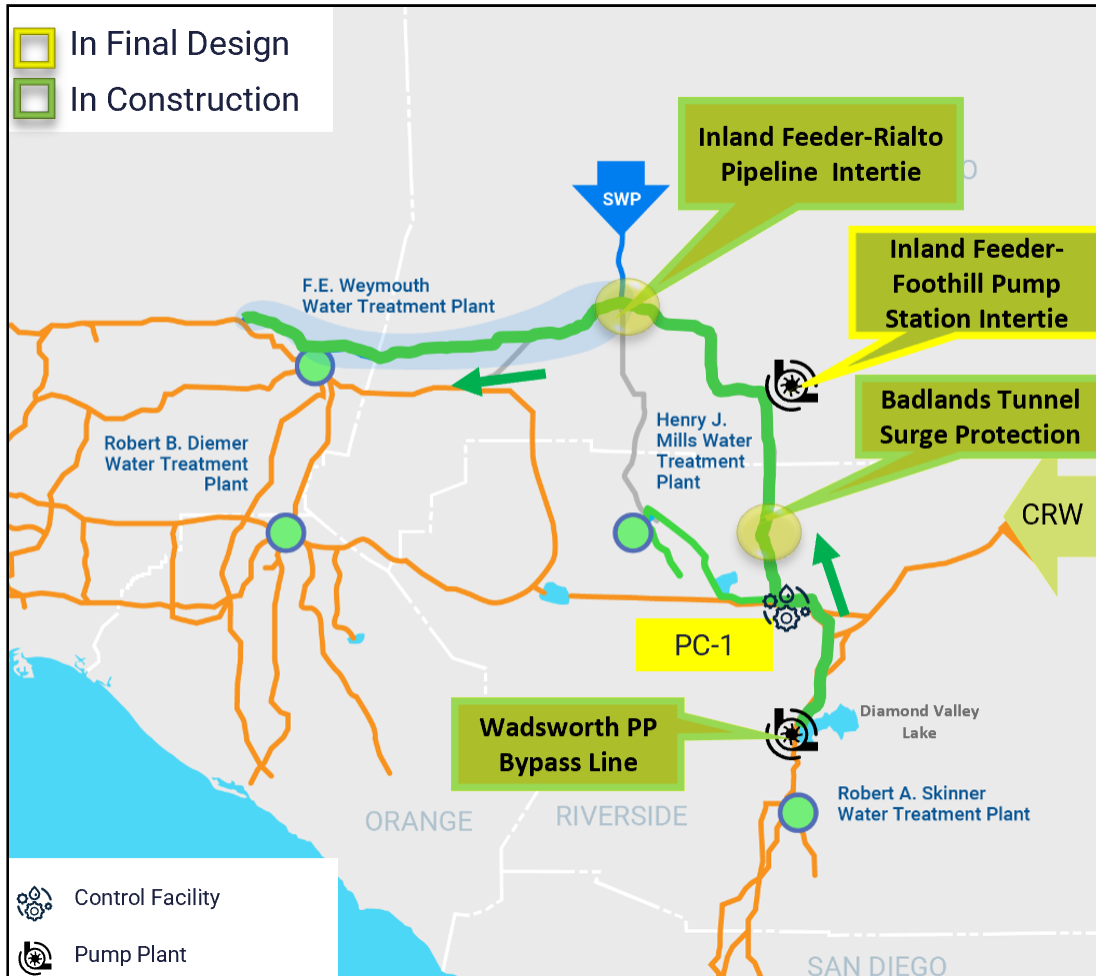 In Final Design
In Construction
Inland Feeder-Rialto
Pipeline Intertie
O
SWP
Inland Feeder-
Foothill Pump
Station Intertie
F.E. Weymouth
Water Treatment Plant
Badlands Tunnel
Surge Protection
Henry J.
Mills Water
Treatment
Plant
Robert B. Diemer
Water Treatment
Plant
CRW
PC-1
Wadsworth PP
Bypass Line
Diamond Valley
Lake
Robert A. Skinner
Water Treatment Plant
ORANGE
RIVERSIDE
Control Facility
Pump Plant
SAN DIEGO